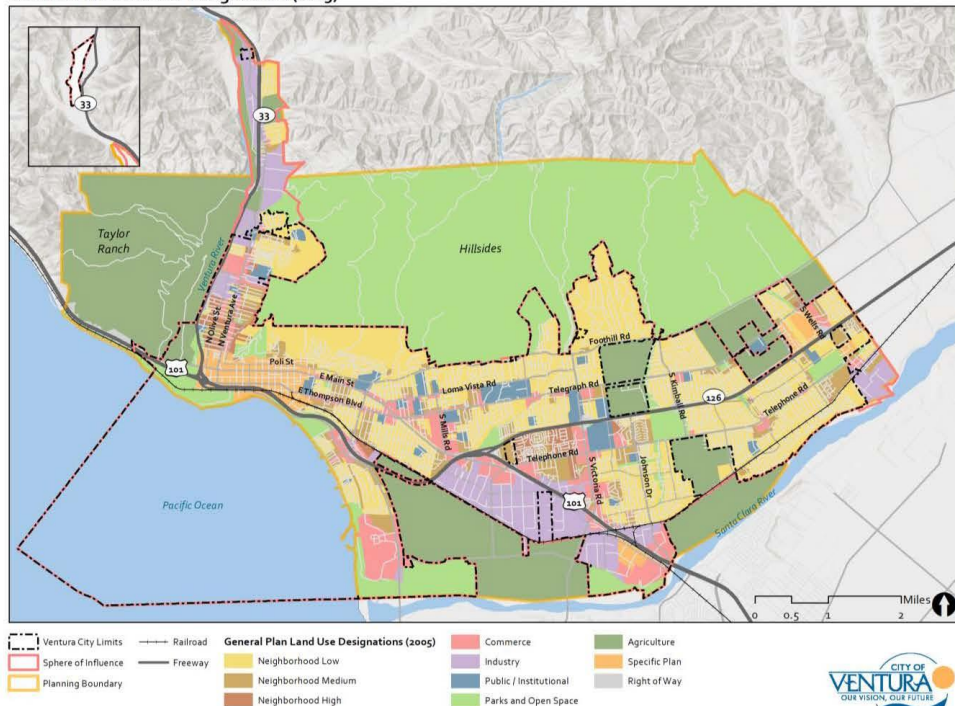 33
33
Taylor
Ranch
Ventura River
Hillsides
N Olive St
N Ventura Ave
S Wells Rd
Foothill Rd
101
Poli St
E Main St
E Thompson Blvd
Loma Vista Rd
Telegraph Rd
S Kimball Rd
126
Telephone Rd
S Mills Rd
Telephone Rd
S Victoria Rd
Johnson Dr
101
Pacific Ocean
Santa Clara River
Miles
0 0.5 1 2
Ventura City Limits
Sphere of Influence
Planning Boundary
Railroad
Freeway
General Plan Land Use Designations (2005)
Neighborhood Low
Neighborhood Medium
Neighborhood High
Commerce
Industry
Public / Institutional
Parks and Open Space
Agriculture
Specific Plan
Right of Way
CITY OF
VENTURA
OUR VISION, OUR FUTURE